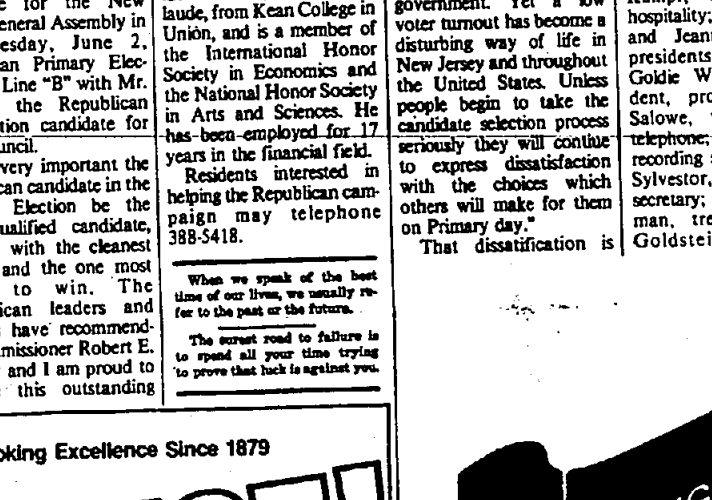 e for the New
eneral Assembly in
esday, June 2,
an Primary Elec-
Line "B" with Mr.
the Republican
tion candidate for
uncil.
very important the
can candidate in the
Election be the
ualified candidate,
with the cleanest
and the one most
to win. The
ican leaders and
have recommend-
missioner Robert E.
and I am proud to
this outstanding
laude, from Kean College in
Union, and is a member of
the International Honor
Society in Economics and
the National Honor Society
in Arts and Sciences. He
has been employed for 17
years in the financial field.
Residents interested in
helping the Republican cam-
paign may telephone
388-5418.
When we speak of the best
time of our lives, we usually re-
fer to the past or the future.
The surest road to failure is
to spend all your time trying
to prove that luck is against you.
government. Yet a low
voter turnout has become a
disturbing way of life in
New Jersey and throughout
the United States. Unless
people begin to take the
candidate selection process
seriously they will contiue
to express dissatisfaction
with the choices which
others will make for them
on Primary day."
That dissatification is
hospitality;
and Jean
presidents
Goldie W
dent, pro
Salowe,
telephone;
recording
Sylvestor,
secretary;
man, tre
Goldstei
oking Excellence Since 1879